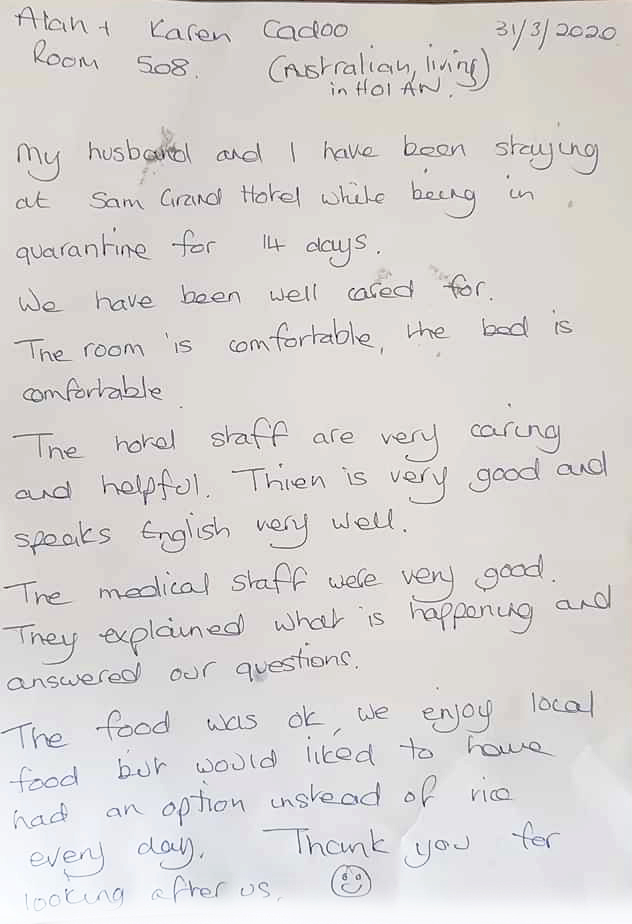 Alan + Karen Cadoo 31/3/2020
Room 508. (Australian, living)
in HOI AN.
My husband and I have been staying
at Sam Grand Hotel while being in
quarantine for 14 days.
We have been well cared for.
The room is comfortable, the bed is
comfortable
The hotel staff are very caring
and helpful. Thien is very good and
speaks English very well.
The medical staff were very good.
They explained what is happening and
answered our questions.
The food was ok, we enjoy local
food but would liked to have
had an option instead of rice
every day. Thank you for
looking after us.